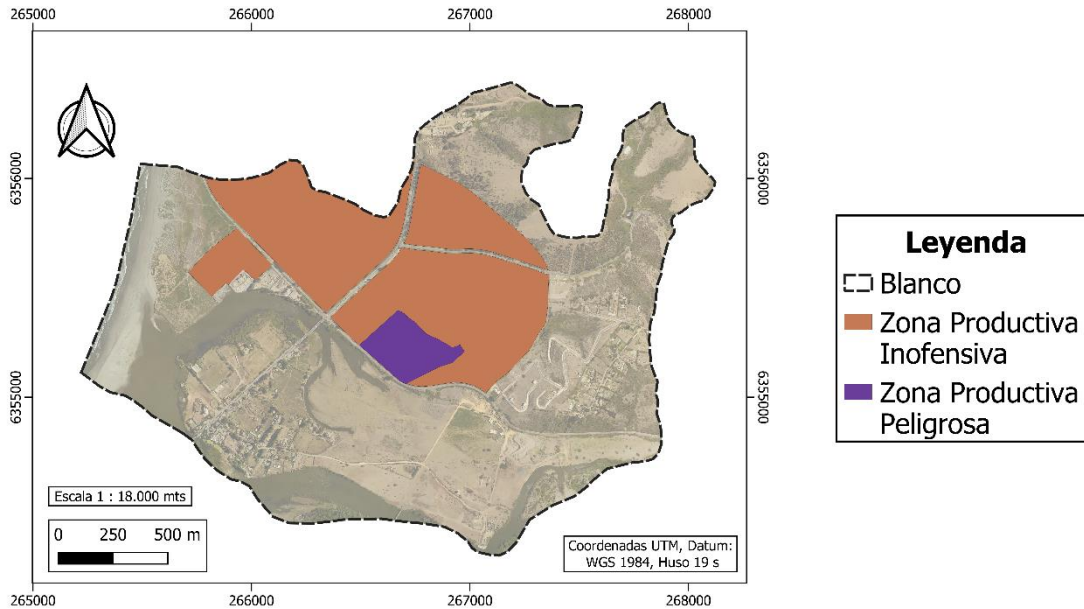 265000 266000 267000 268000
6356000
6355000
6356000
6355000
Leyenda
Blanco
Zona Productiva
Inofensiva
Zona Productiva
Peligrosa
Escala 1 : 18.000 mts
0 250 500 m
Coordenadas UTM, Datum:
WGS 1984, Huso 19 s
265000 266000 267000 268000